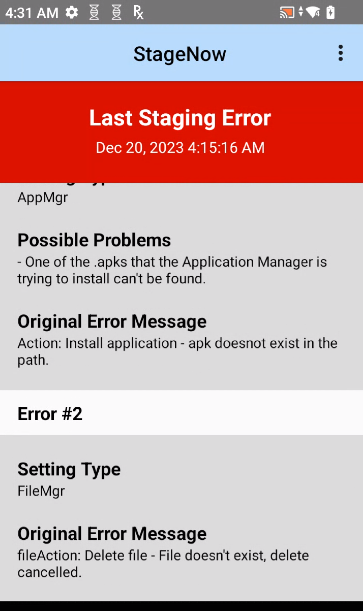 4:31 AM
StageNow
Last Staging Error
Dec 20, 2023 4:15:16 AM
AppMgr
Possible Problems
- One of the .apks that the Application Manager is
trying to install can't be found.
Original Error Message
Action: Install application - apk doesnot exist in the
path.
Error #2
Setting Type
FileMgr
Original Error Message
fileAction: Delete file - File doesn't exist, delete
cancelled.